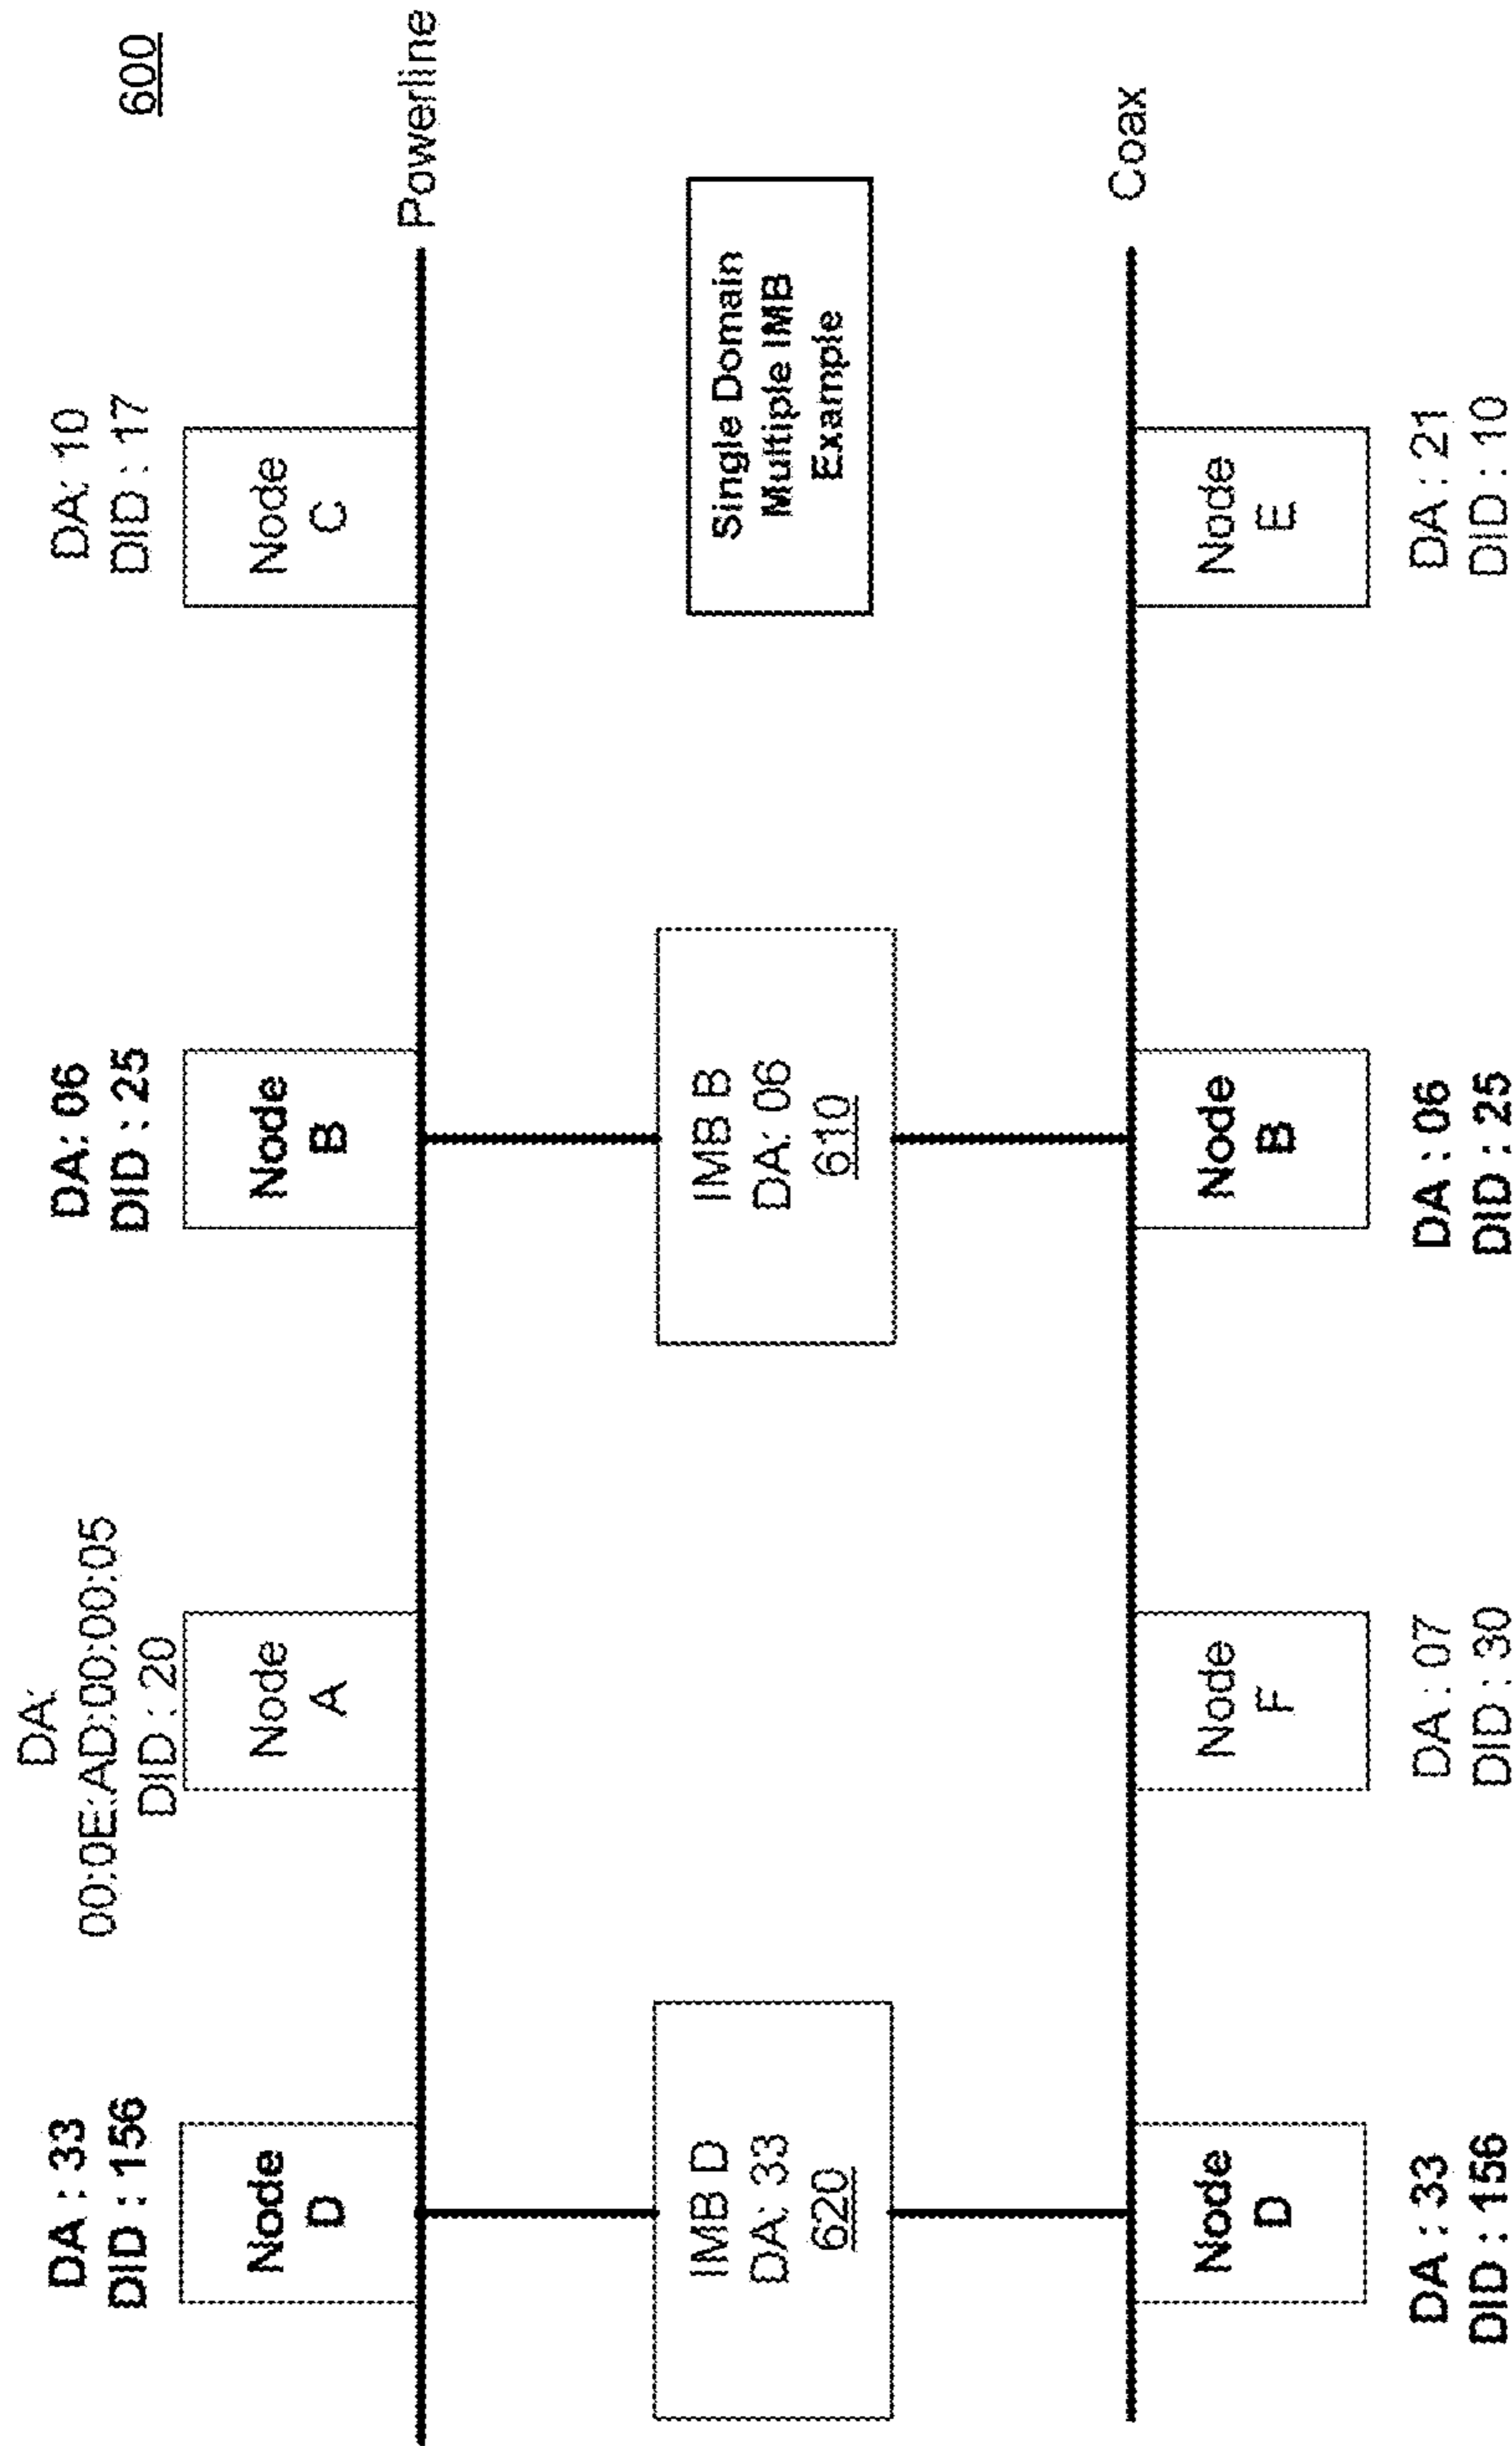 600
DA : 33
DID : 156
DA:
00:0E:AD:00:00:05
DID : 20
DA: 06
DID : 25
DA: 10
DID : 17
Node
D
Node
A
Node
B
Node
C
Powerline
IMB D
DA: 33
620
IMB B
DA: 06
610
Single Domain
Multiple IMB
Example
Coax
Node
D
Node
F
Node
B
Node
E
DA : 33
DID : 156
DA : 07
DID : 30
DA : 06
DID : 25
DA : 21
DID : 10